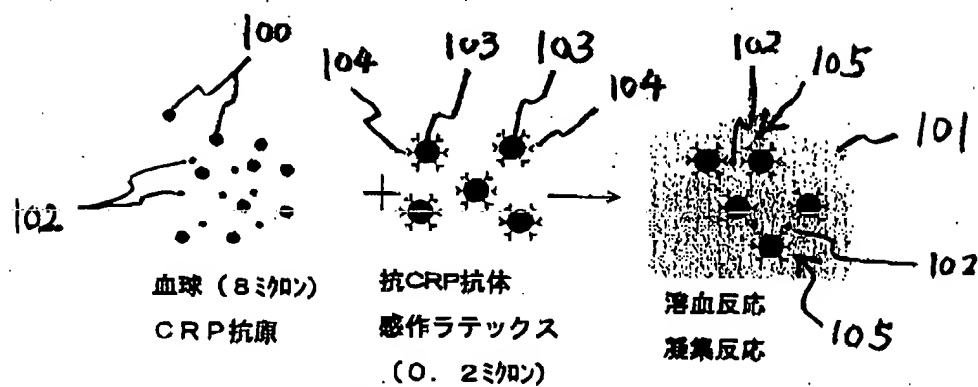 100
103
103
104
104
102
105
101
102
102
105
+
血球（8ミクロン）
CRP抗原
抗CRP抗体
感作ラテックス
（0．2ミクロン）
溶血反応
凝集反応